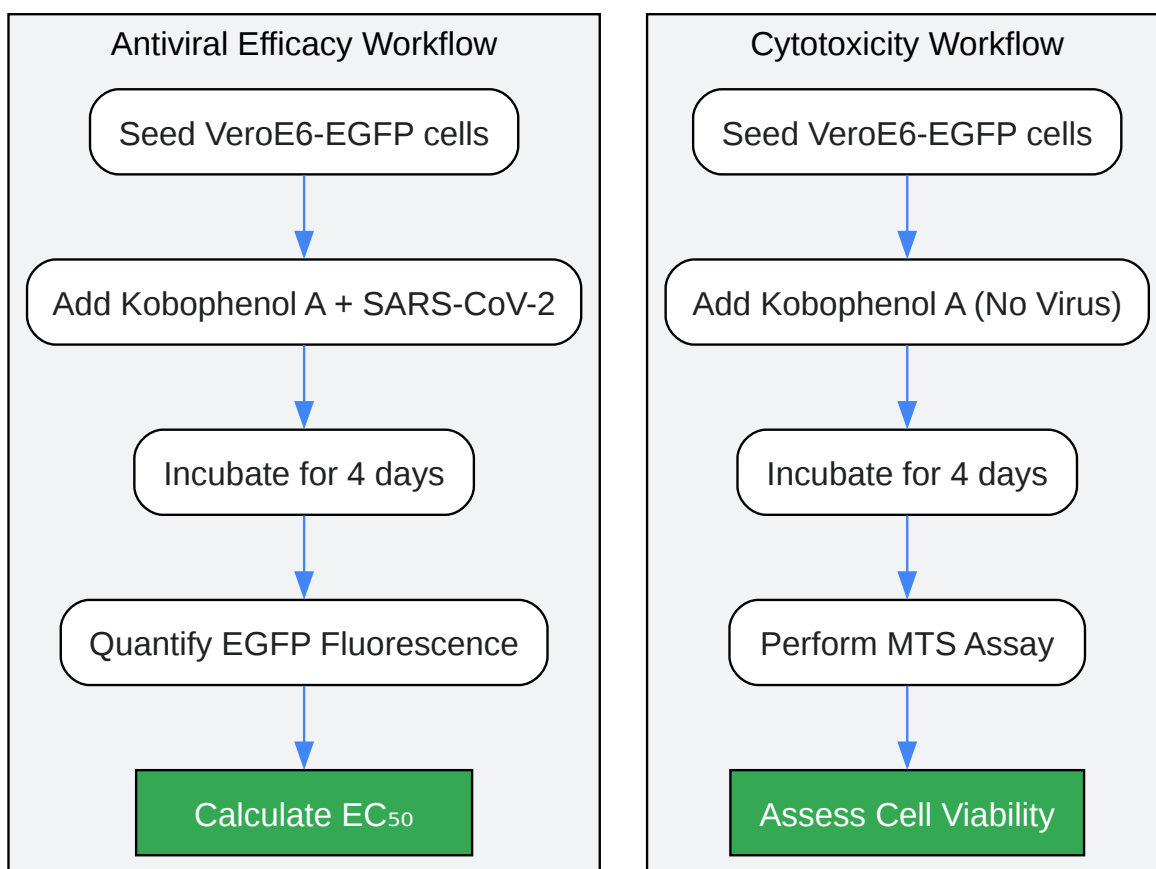 Antiviral Efficacy Workflow
Seed VeroE6-EGFP cells
Add Kobophenol A + SARS-CoV-2
Incubate for 4 days
Quantify EGFP Fluorescence
Calculate EC₅₀
Cytotoxicity Workflow
Seed VeroE6-EGFP cells
Add Kobophenol A (No Virus)
Incubate for 4 days
Perform MTS Assay
Assess Cell Viability